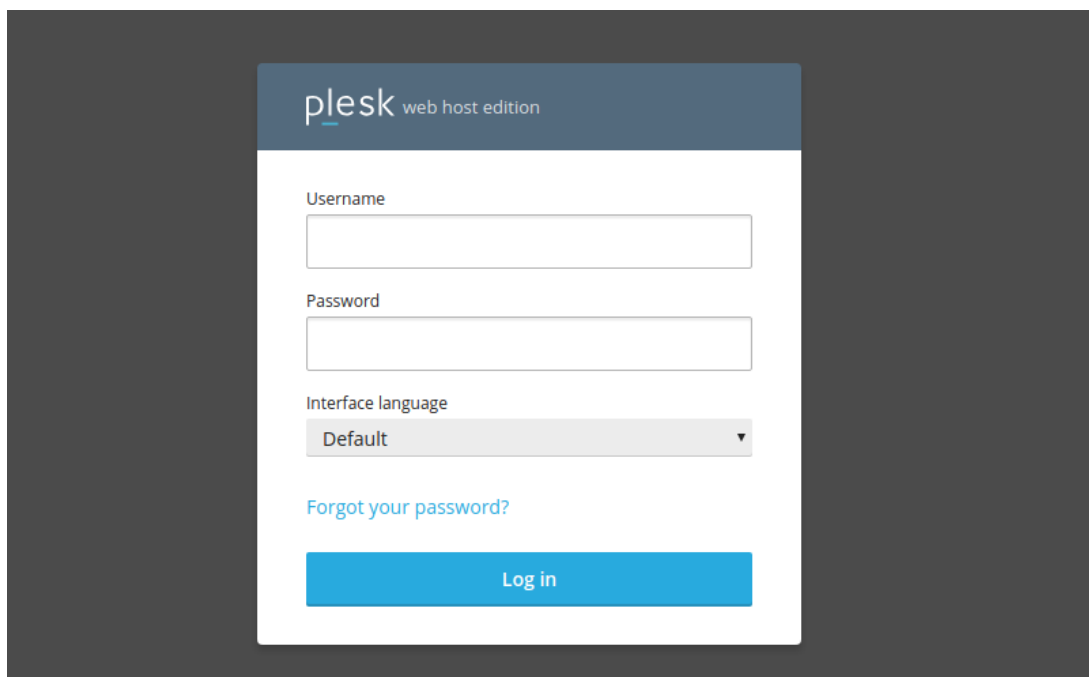 plesk web host edition
Username
Password
Interface language
Default
Forgot your password?
Log in